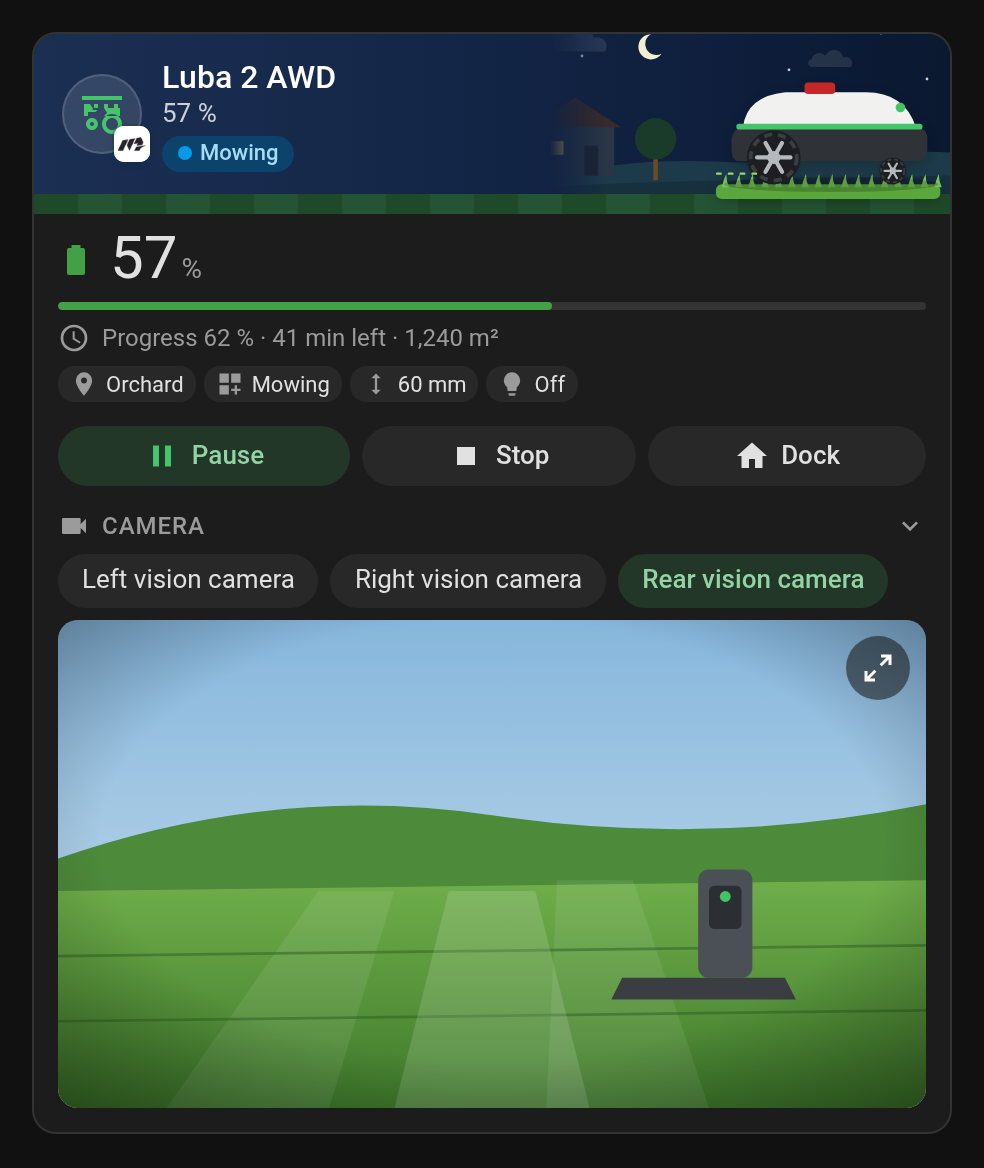 Luba 2 AWD
57 %
Mowing
57 %
Progress 62 % · 41 min left · 1,240 m²
Orchard Mowing 60 mm Off
Pause Stop Dock
CAMERA
Left vision camera Right vision camera Rear vision camera